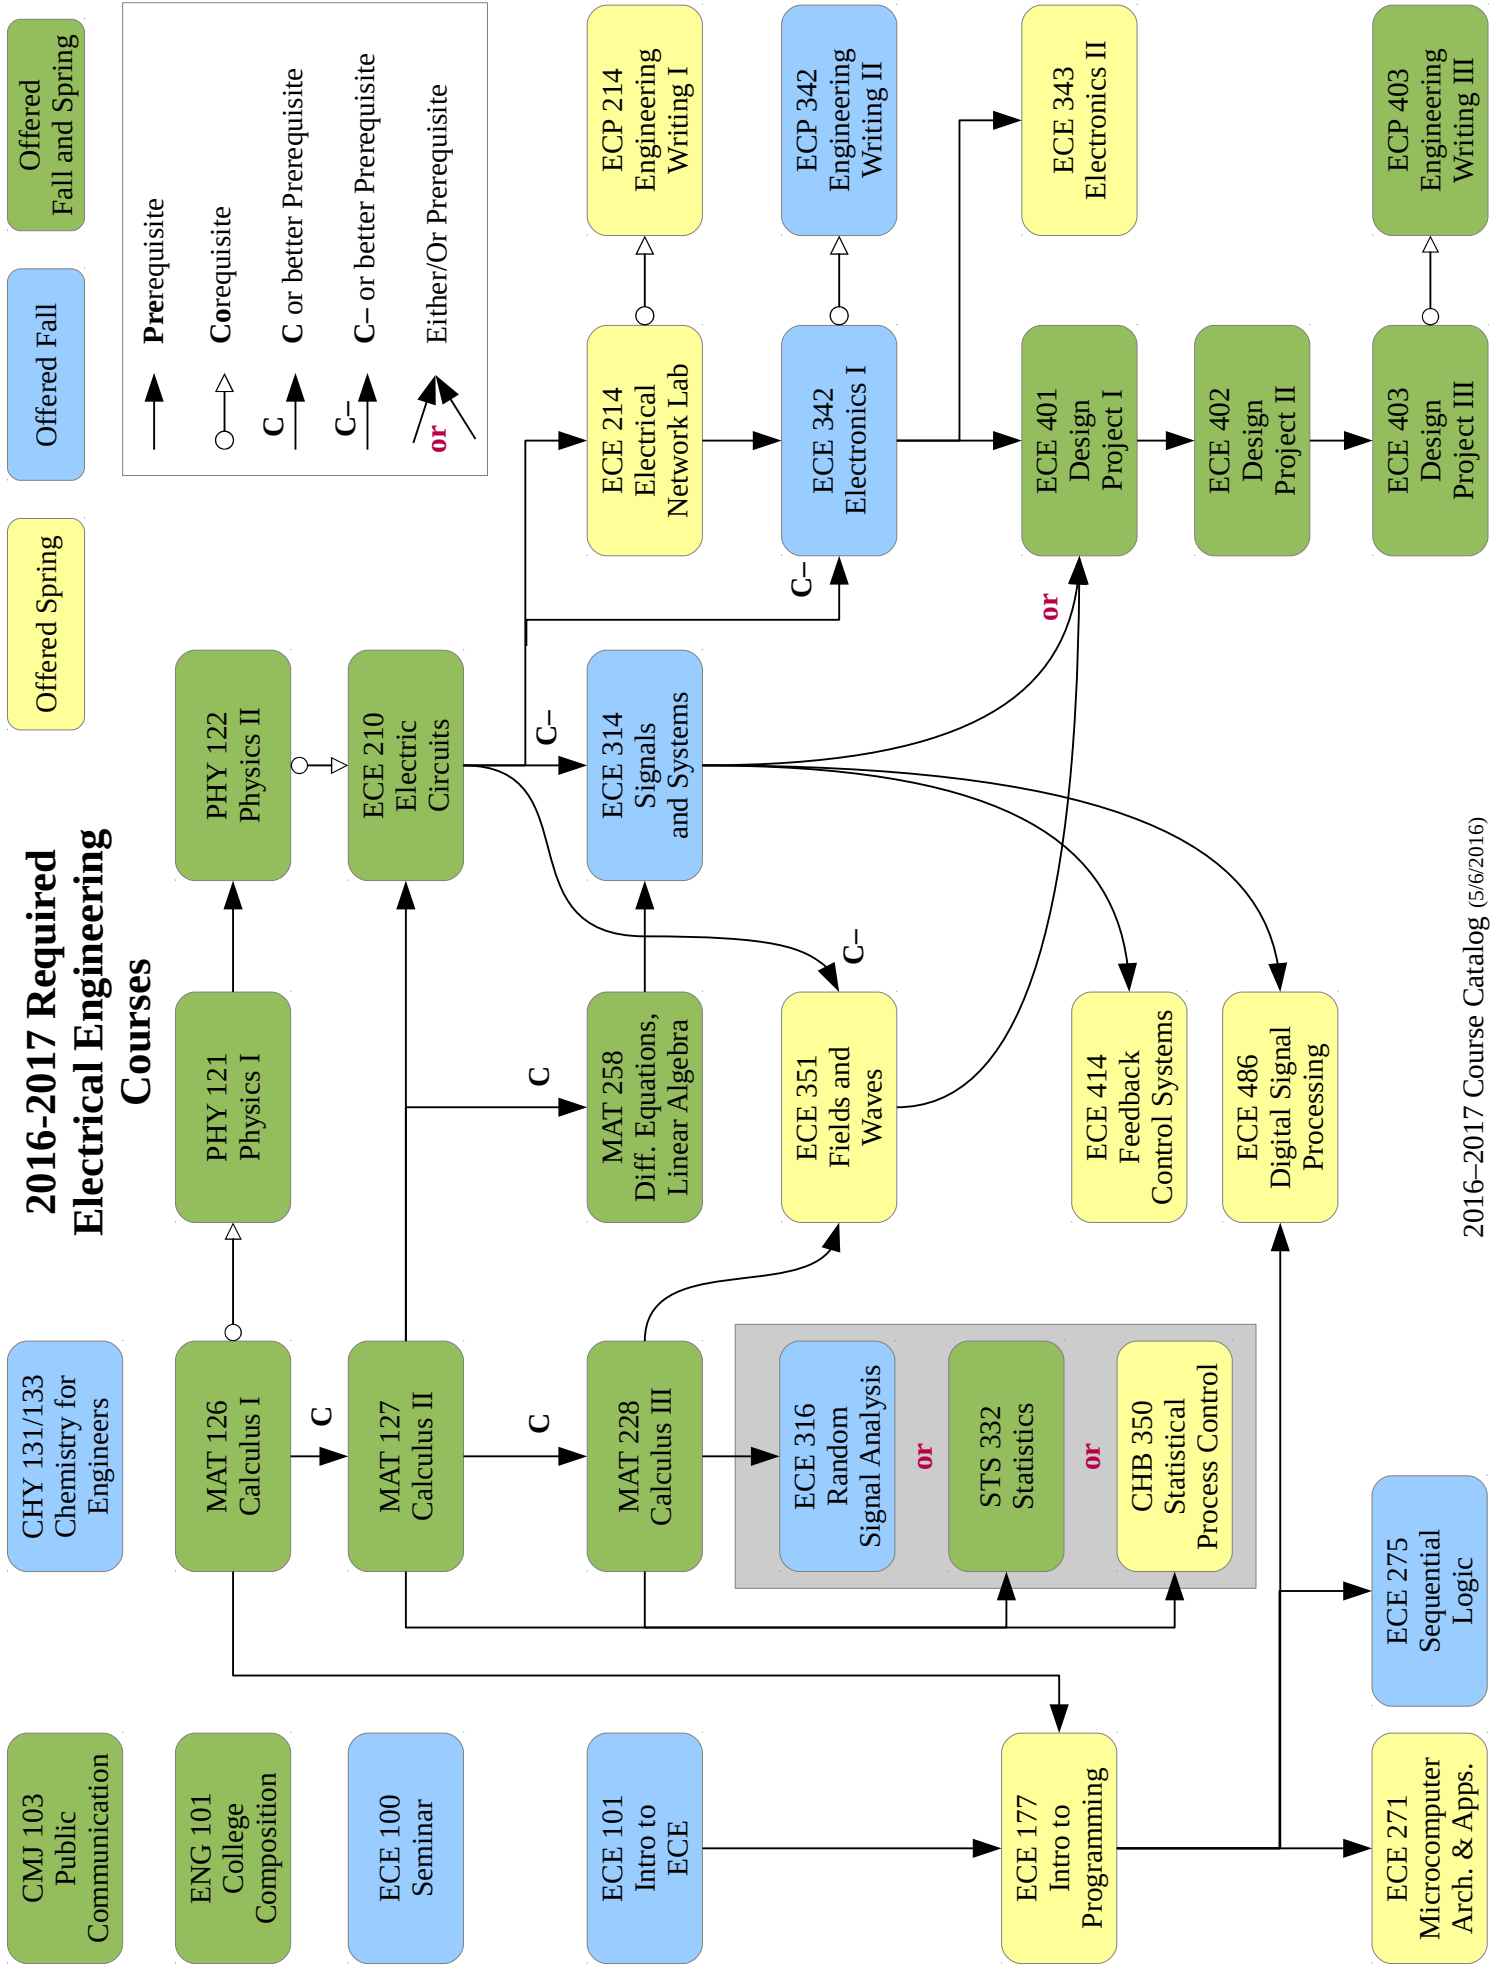 2016-2017 Required
Electrical Engineering
Courses
Offered Spring
Offered Fall
Offered
Fall and Spring
Prerequisite
Corequisite
C
C or better Prerequisite
C–
C– or better Prerequisite
or
Either/Or Prerequisite
CMJ 103
Public
Communication
CHY 131/133
Chemistry for
Engineers
ENG 101
College
Composition
MAT 126
Calculus I
PHY 121
Physics I
PHY 122
Physics II
C
ECE 100
Seminar
MAT 127
Calculus II
ECE 210
Electric
Circuits
C
C
C–
ECE 101
Intro to
ECE
MAT 228
Calculus III
MAT 258
Diff. Equations,
Linear Algebra
ECE 314
Signals
and Systems
ECE 214
Electrical
Network Lab
ECP 214
Engineering
Writing I
ECE 316
Random
Signal Analysis
ECE 351
Fields and
Waves
C–
C–
ECE 342
Electronics I
ECP 342
Engineering
Writing II
or
STS 332
Statistics
or
CHB 350
Statistical
Process Control
ECE 177
Intro to
Programming
ECE 414
Feedback
Control Systems
or
ECE 401
Design
Project I
ECE 343
Electronics II
ECE 486
Digital Signal
Processing
ECE 402
Design
Project II
ECE 271
Microcomputer
Arch. & Apps.
ECE 275
Sequential
Logic
ECE 403
Design
Project III
ECP 403
Engineering
Writing III
2016–2017 Course Catalog (5/6/2016)